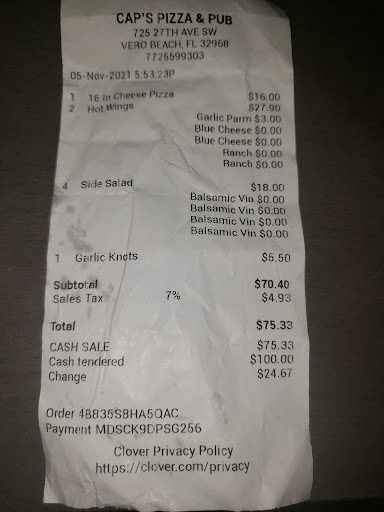 CAP'S PIZZA & PUB
725 27TH AVE SW
VERO BEACH, FL 32968
7725699303
05-Nov-2021 5:53:23P
1 16 In Cheese Pizza $16.00
2 Hot Wings $27.90
Garlic Parm $3.00
Blue Cheese $0.00
Blue Cheese $0.00
Ranch $0.00
Ranch $0.00
4 Side Salad $18.00
Balsamic Vin $0.00
Balsamic Vin $0.00
Balsamic Vin $0.00
Balsamic Vin $0.00
1 Garlic Knots $5.50
Subtotal $70.40
Sales Tax 7% $4.93
Total $75.33
CASH SALE $75.33
Cash tendered $100.00
Change $24.67
Order 4B835S8HA5QAC
Payment MDSCK9DPSG256
Clover Privacy Policy
https://clover.com/privacy